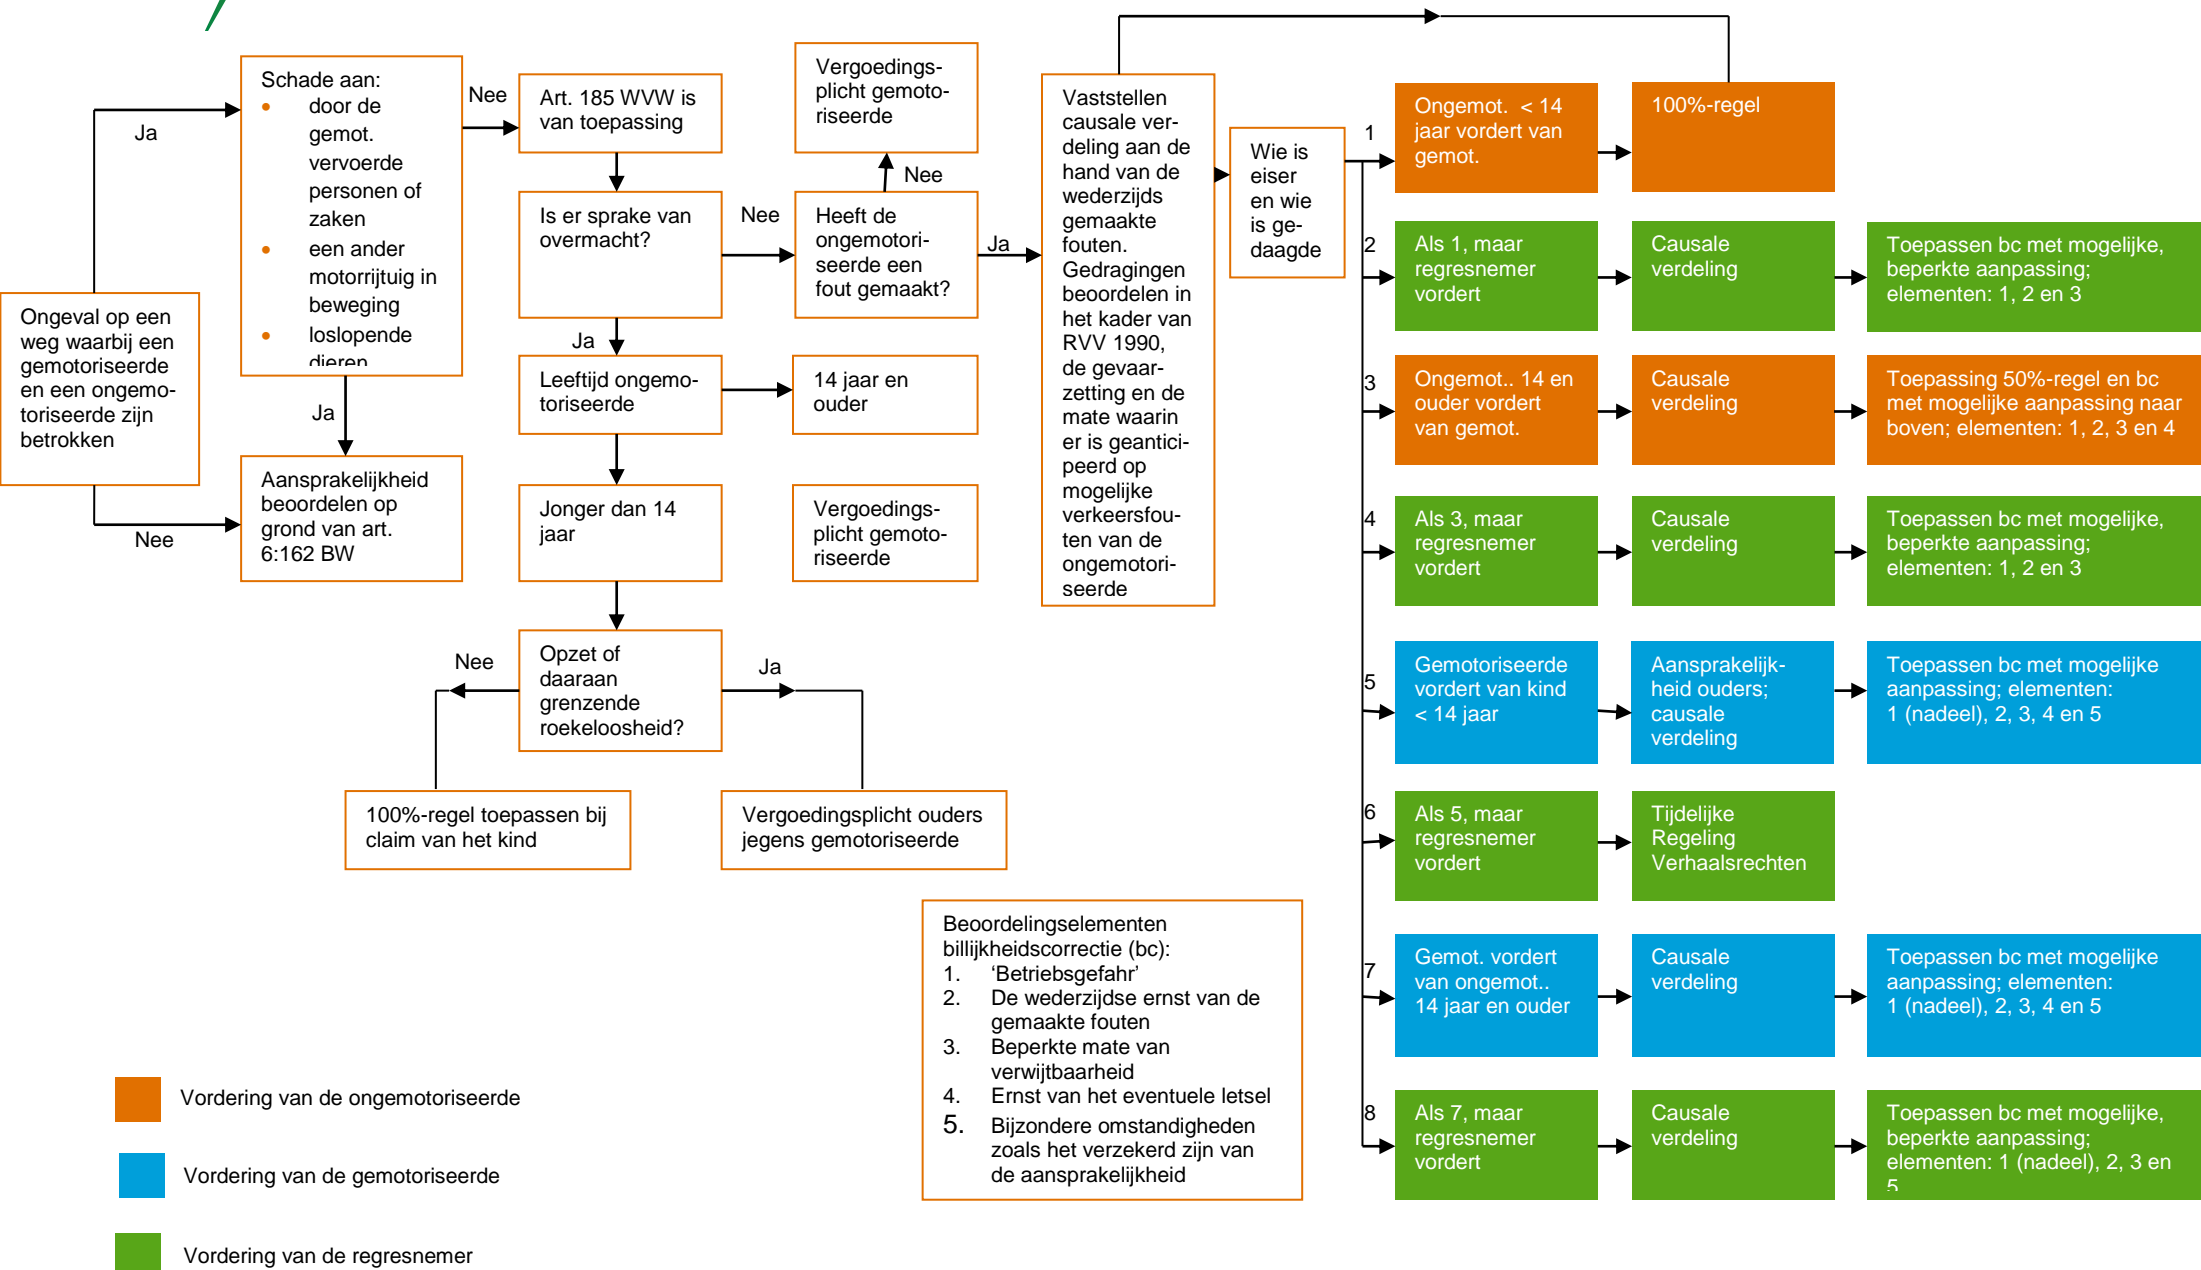 Ongeval op een
weg waarbij een
gemotoriseerde
en een ongemo-
toriseerde zijn
betrokken
Ja
Nee
Schade aan:
• door de
gemot.
vervoerde
personen of
zaken
• een ander
motorrijtuig in
beweging
• loslopende
dieren
Ja
Nee
Aansprakelijkheid
beoordelen op
grond van art.
6:162 BW
Art. 185 WVW is
van toepassing
Is er sprake van
overmacht?
Nee
Ja
Leeftijd ongemo-
toriseerde
14 jaar en
ouder
Jonger dan 14
jaar
Vergoedings-
plicht gemoto-
riseerde
Opzet of
daaraan
grenzende
roekeloosheid?
Nee
Ja
100%-regel toepassen bij
claim van het kind
Vergoedingsplicht ouders
jegens gemotoriseerde
Vergoedings-
plicht gemoto-
riseerde
Nee
Heeft de
ongemotori-
seerde een
fout gemaakt?
Ja
Vaststellen
causale ver-
deling aan de
hand van de
wederzijds
gemaakte
fouten.
Gedragingen
beoordelen in
het kader van
RVV 1990,
de gevaar-
zetting en de
mate waarin
er is geantici-
peerd op
mogelijke
verkeersfou-
ten van de
ongemotori-
seerde
Wie is
eiser
en wie
is ge-
daagde
1
Ongemot. < 14
jaar vordert van
gemot.
100%-regel
2
Als 1, maar
regresnemer
vordert
Causale
verdeling
Toepassen bc met mogelijke,
beperkte aanpassing;
elementen: 1, 2 en 3
3
Ongemot.. 14 en
ouder vordert
van gemot.
Causale
verdeling
Toepassing 50%-regel en bc
met mogelijke aanpassing naar
boven; elementen: 1, 2, 3 en 4
4
Als 3, maar
regresnemer
vordert
Causale
verdeling
Toepassen bc met mogelijke,
beperkte aanpassing;
elementen: 1, 2 en 3
5
Gemotoriseerde
vordert van kind
< 14 jaar
Aansprakelijk-
heid ouders;
causale
verdeling
Toepassen bc met mogelijke
aanpassing; elementen:
1 (nadeel), 2, 3, 4 en 5
6
Als 5, maar
regresnemer
vordert
Tijdelijke
Regeling
Verhaalsrechten
7
Gemot. vordert
van ongemot..
14 jaar en ouder
Causale
verdeling
Toepassen bc met mogelijke
aanpassing; elementen:
1 (nadeel), 2, 3, 4 en 5
8
Als 7, maar
regresnemer
vordert
Causale
verdeling
Toepassen bc met mogelijke,
beperkte aanpassing;
elementen: 1 (nadeel), 2, 3 en
5
Beoordelingselementen
billijkheidscorrectie (bc):
1. ‘Betriebsgefahr’
2. De wederzijdse ernst van de
gemaakte fouten
3. Beperkte mate van
verwijtbaarheid
4. Ernst van het eventuele letsel
5. Bijzondere omstandigheden
zoals het verzekerd zijn van
de aansprakelijkheid
Vordering van de ongemotoriseerde
Vordering van de gemotoriseerde
Vordering van de regresnemer